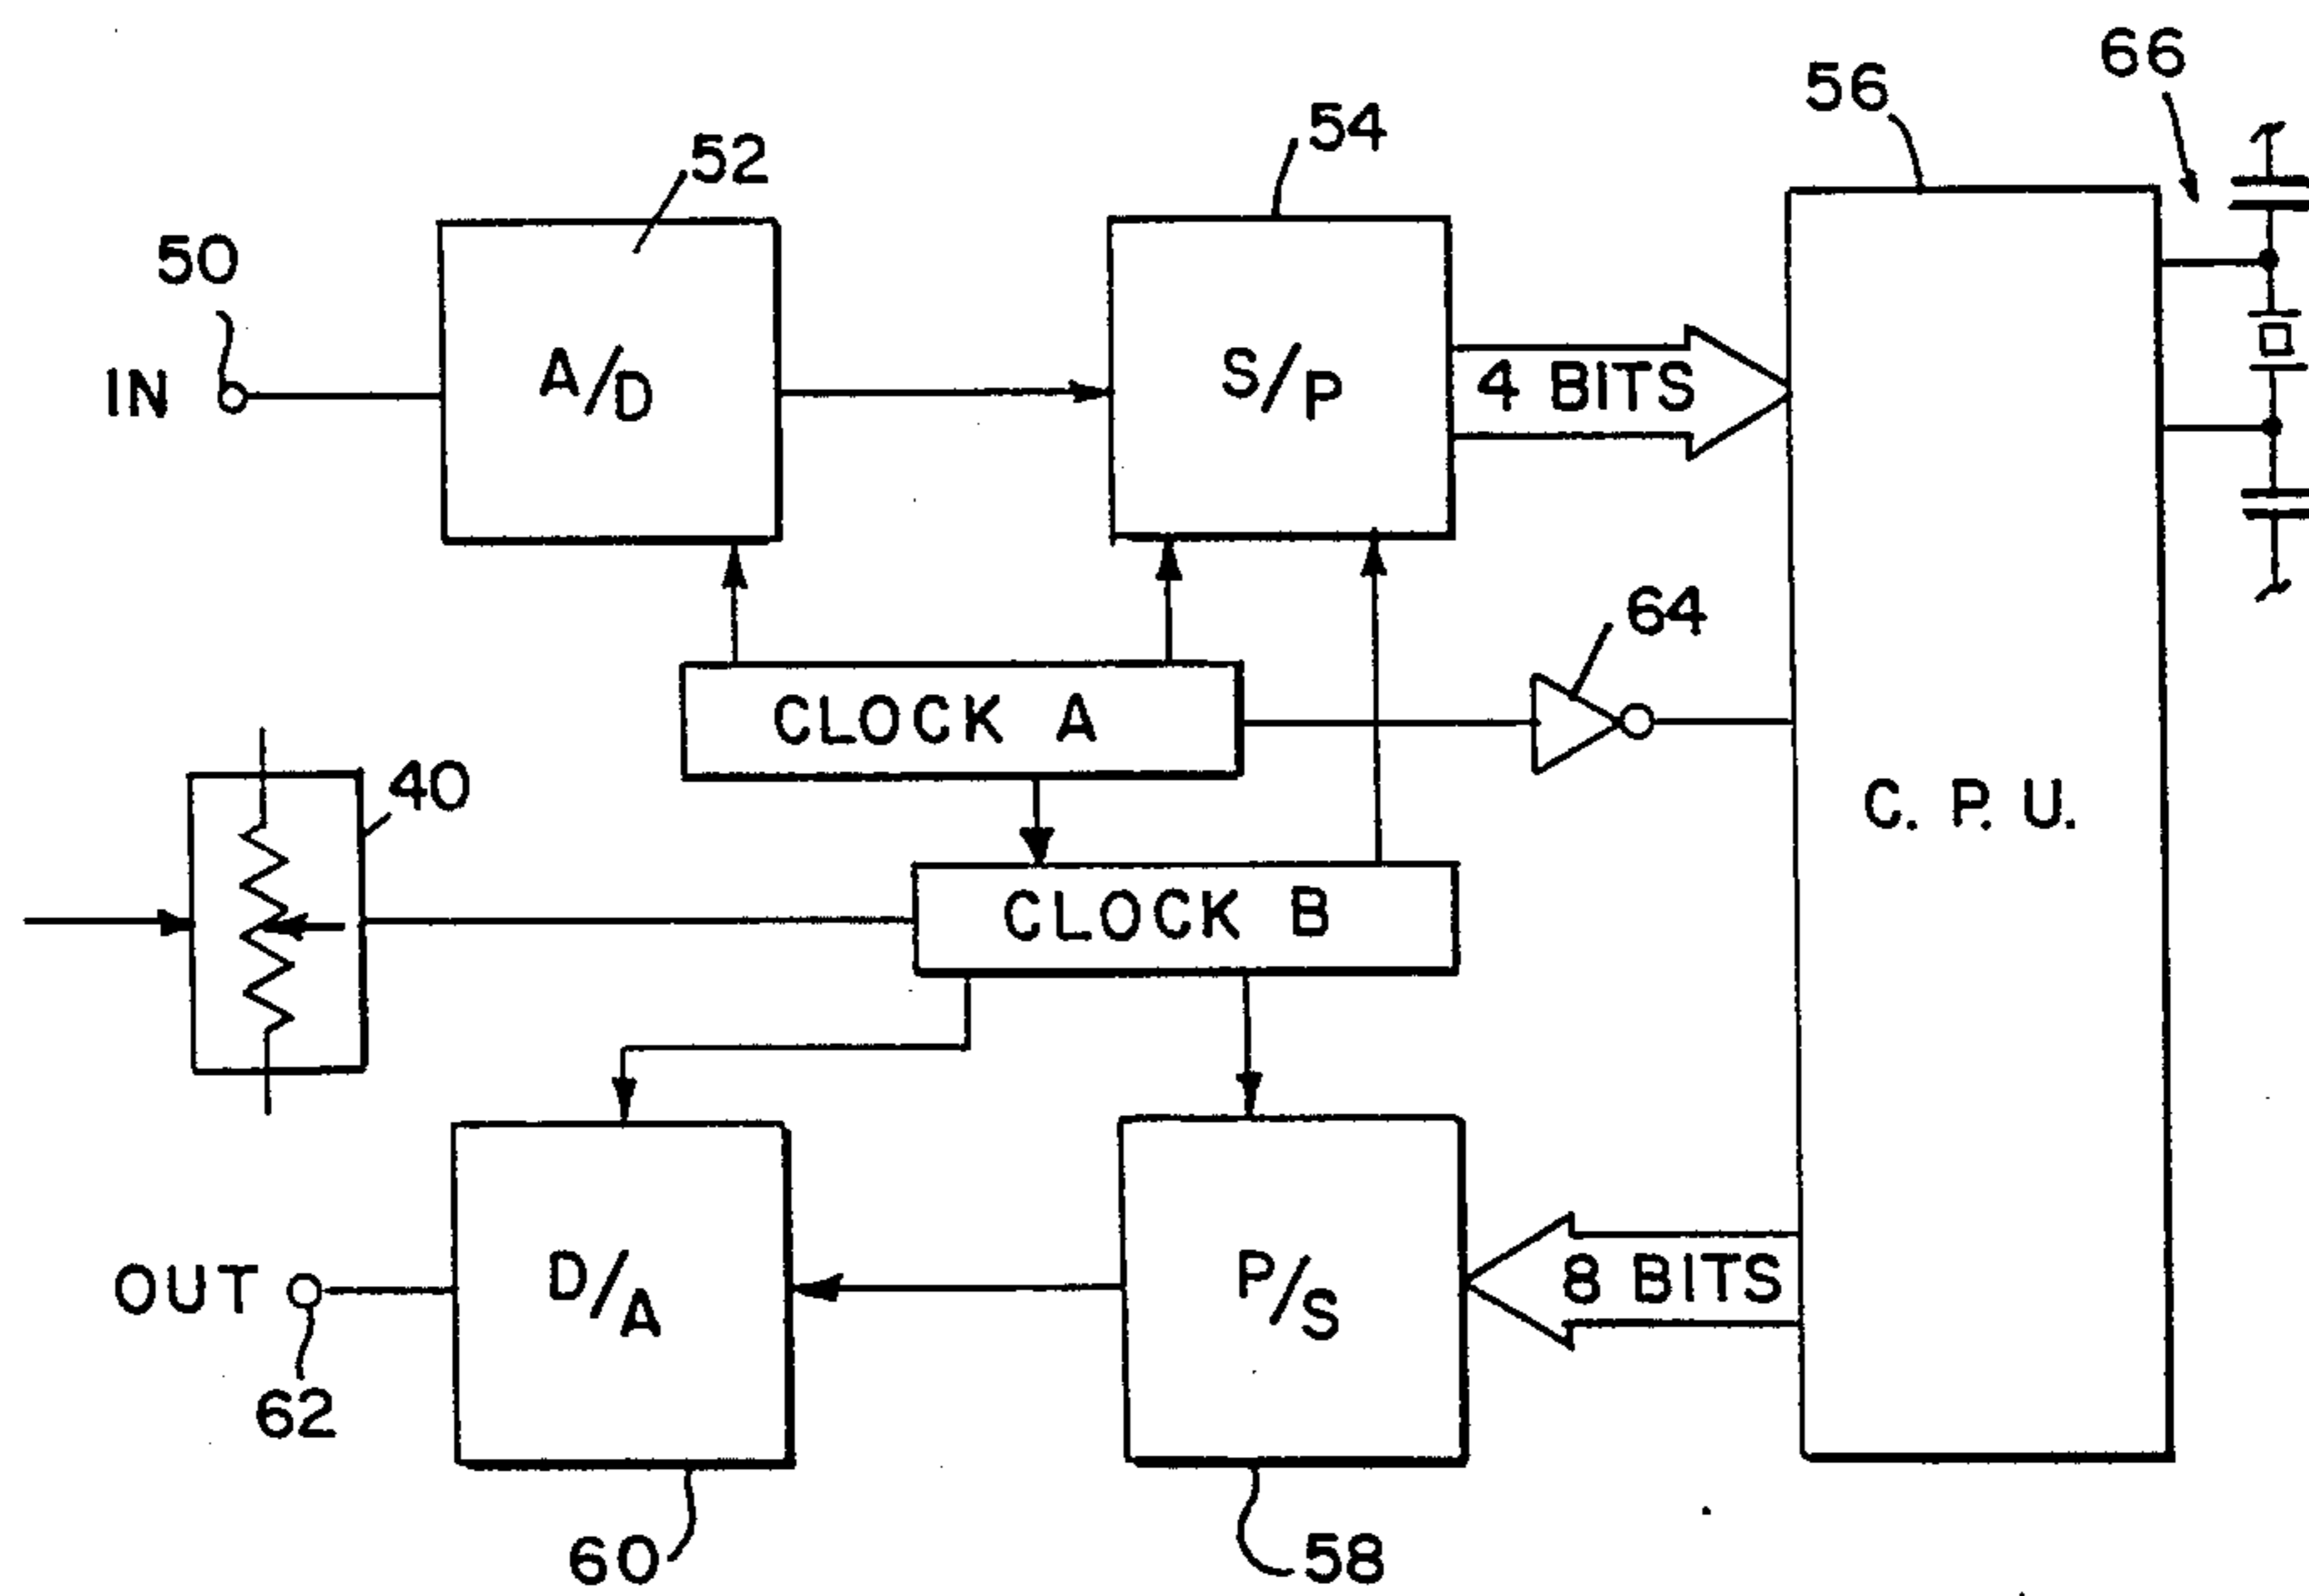 66
56
54
52
50
IN
A/D
S/P
4 BITS
64
CLOCK A
40
C. P. U.
CLOCK B
OUT
D/A
P/S
8 BITS
62
60
58